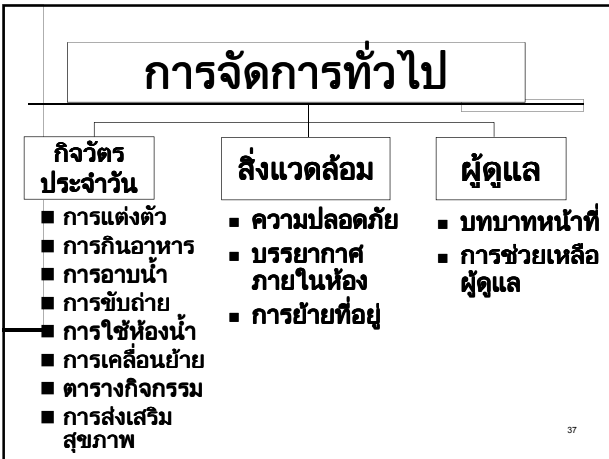 การจัดการทั่วไป
กิจวัตร
ประจำวัน
■ การแต่งตัว
■ การกินอาหาร
■ การอาบน้ำ
■ การขับถ่าย
■ การใช้ห้องน้ำ
■ การเคลื่อนย้าย
■ ตารางกิจกรรม
■ การส่งเสริม
สุขภาพ
สิ่งแวดล้อม
■ ความปลอดภัย
■ บรรยากาศ
ภายในห้อง
■ การย้ายที่อยู่
ผู้ดูแล
■ บทบาทหน้าที่
■ การช่วยเหลือ
ผู้ดูแล
37